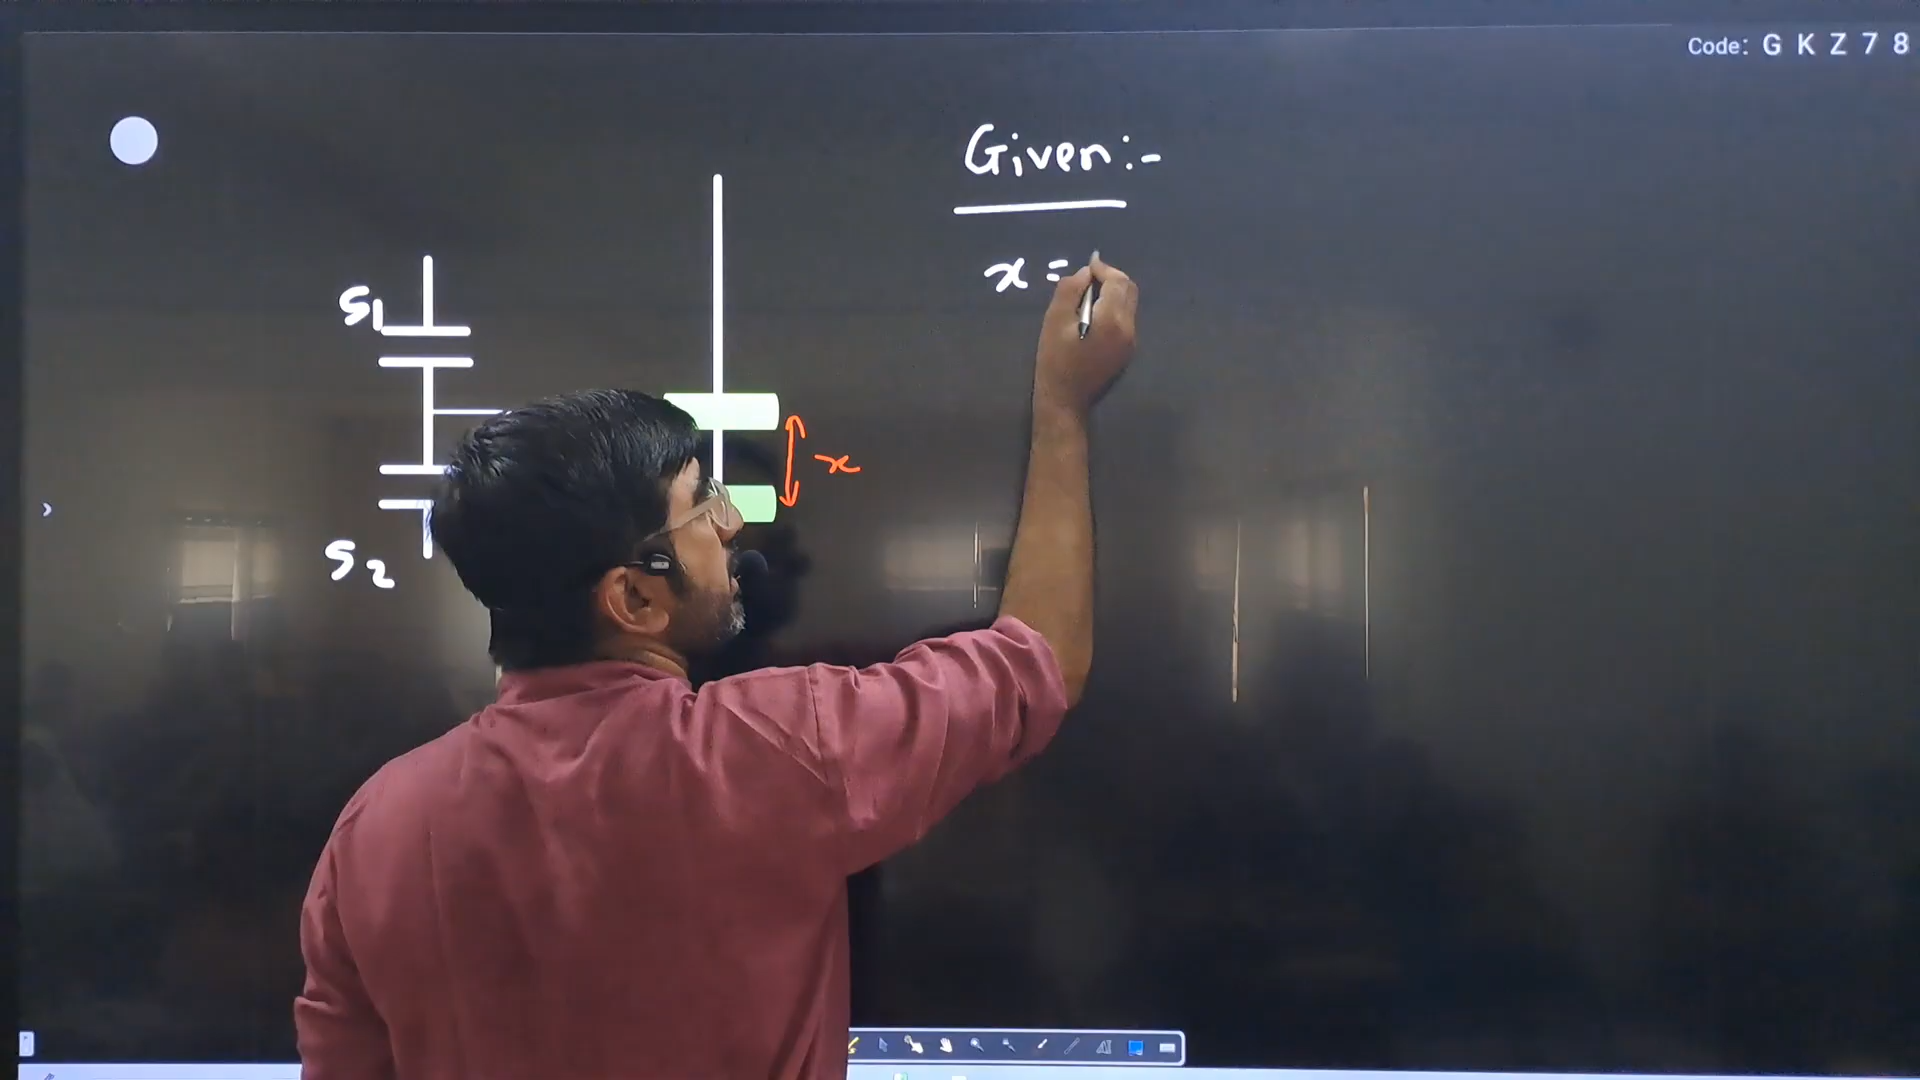 Code: G K Z 7 8
Given:-
x =
S1
x
S2